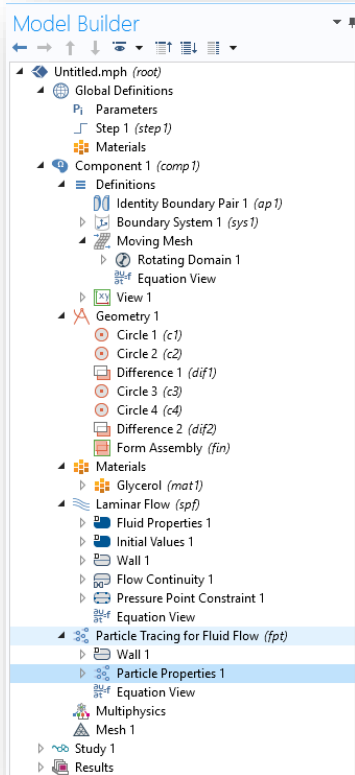 Model Builder
Untitled.mph (root)
Global Definitions
Pi Parameters
Step 1 (step1)
Materials
Component 1 (comp1)
Definitions
Identity Boundary Pair 1 (ap1)
Boundary System 1 (sys1)
Moving Mesh
Rotating Domain 1
Equation View
View 1
Geometry 1
Circle 1 (c1)
Circle 2 (c2)
Difference 1 (dif1)
Circle 3 (c3)
Circle 4 (c4)
Difference 2 (dif2)
Form Assembly (fin)
Materials
Glycerol (mat1)
Laminar Flow (spf)
Fluid Properties 1
Initial Values 1
Wall 1
Flow Continuity 1
Pressure Point Constraint 1
Equation View
Particle Tracing for Fluid Flow (fpt)
Wall 1
Particle Properties 1
Equation View
Multiphysics
Mesh 1
Study 1
Results